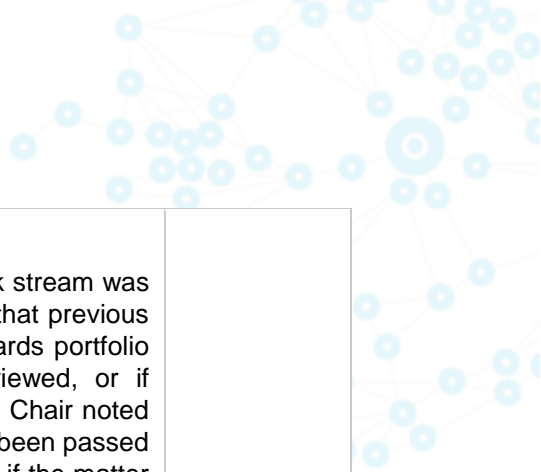 k stream was
that previous
ards portfolio
iewed, or if
Chair noted
been passed
if the matter